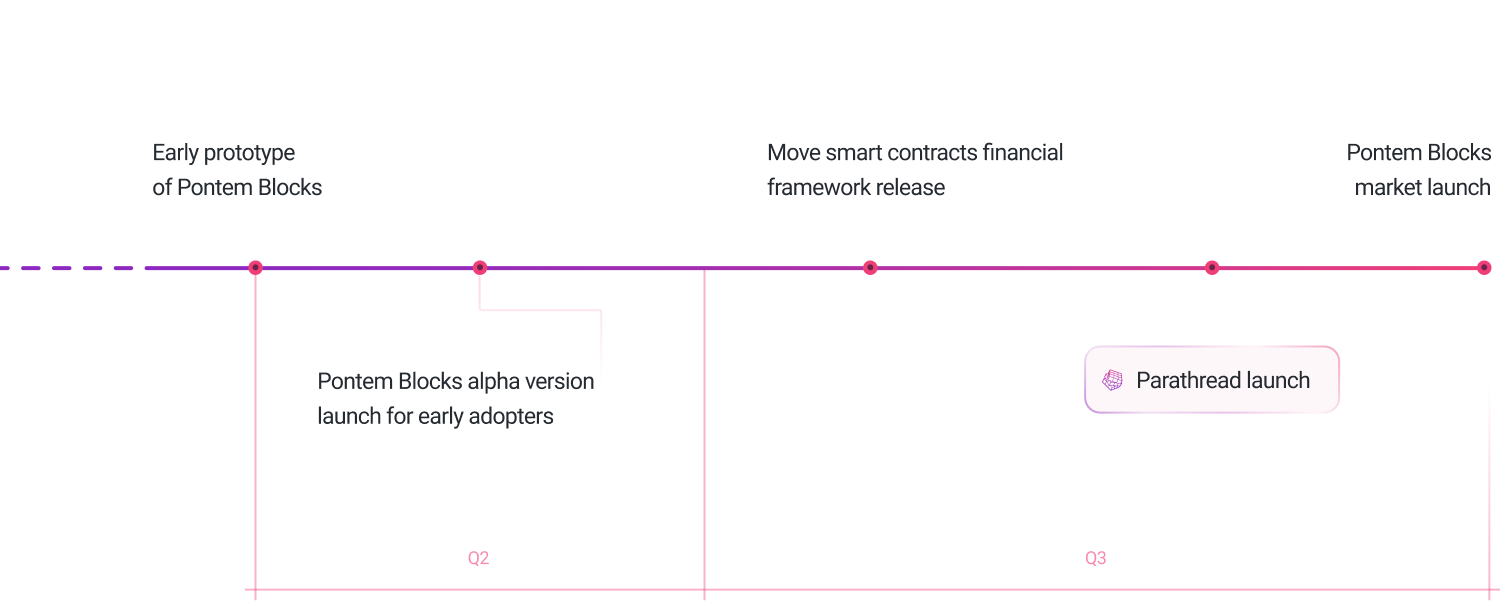 Early prototype
of Pontem Blocks
Move smart contracts financial
framework release
Pontem Blocks
market launch
Pontem Blocks alpha version
launch for early adopters
Parathread launch
Q2
Q3